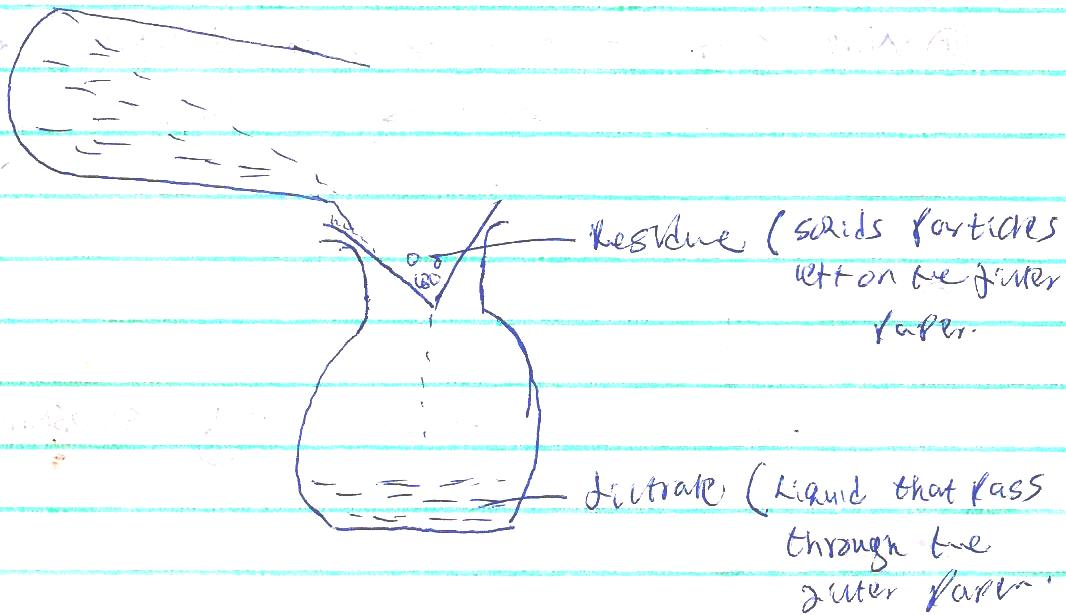 Residue ( solids particles
left on the filter
paper.
filtrate ( Liquid that pass
through the
filter paper.